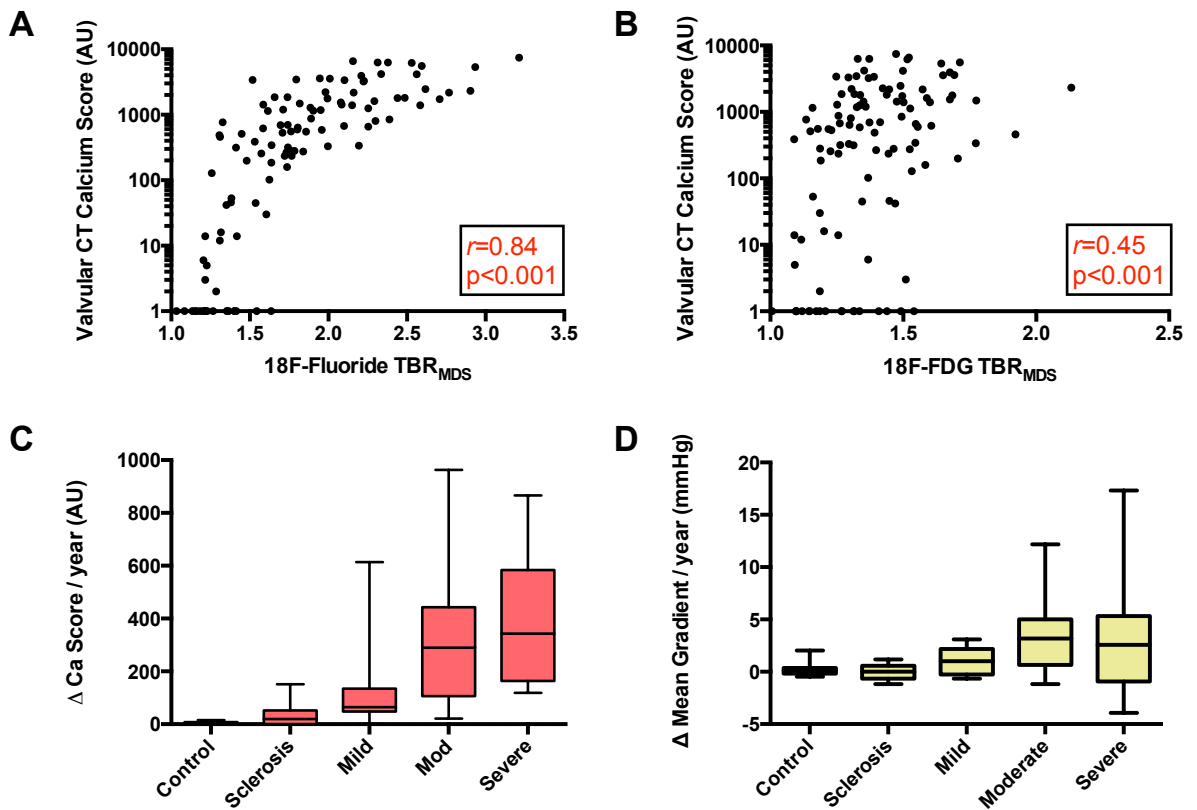 A
Valvular CT Calcium Score (AU)
10000
1000
100
10
1
1.0 1.5 2.0 2.5 3.0 3.5
18F-Fluoride TBRMDS
r=0.84
p<0.001
B
Valvular CT Calcium Score (AU)
10000
1000
100
10
1
1.0 1.5 2.0 2.5
18F-FDG TBRMDS
r=0.45
p<0.001
C
Δ Ca Score / year (AU)
1000
800
600
400
200
0
Control Sclerosis Mild Mod Severe
D
Δ Mean Gradient / year (mmHg)
20
15
10
5
0
-5
Control Sclerosis Mild Moderate Severe